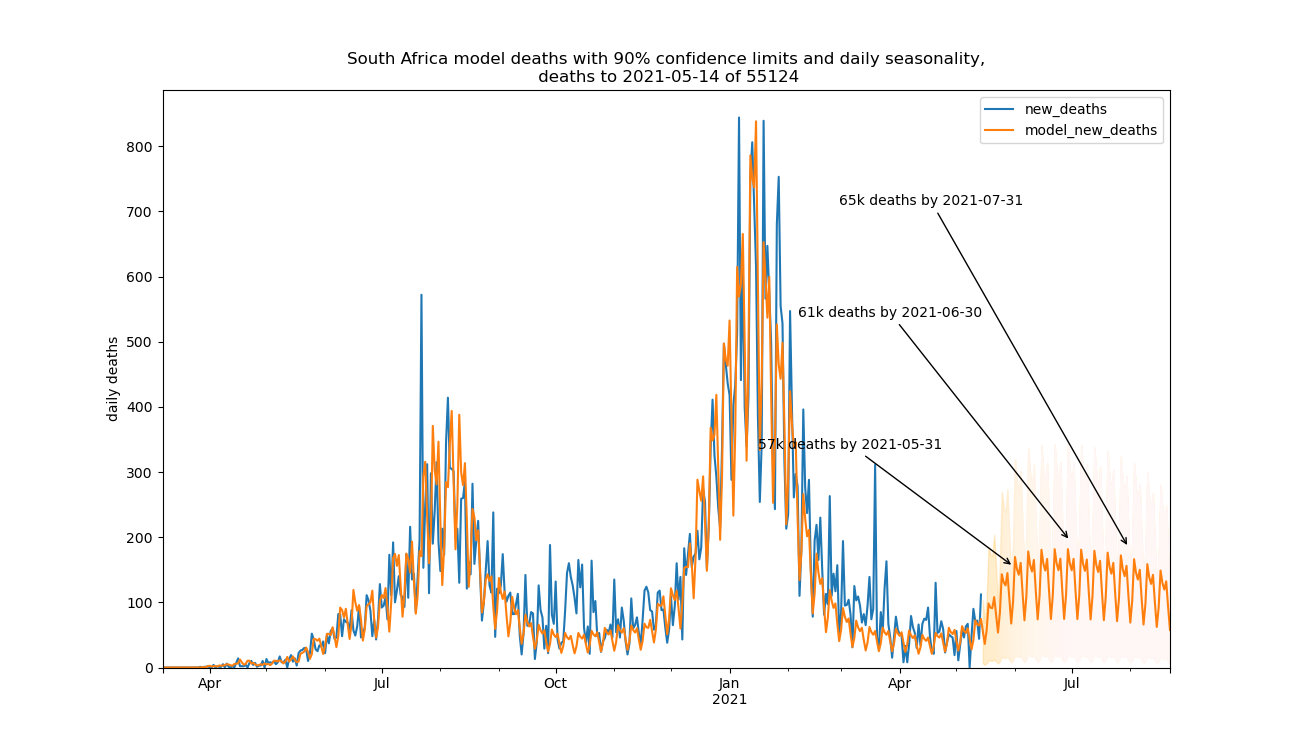 South Africa model deaths with 90% confidence limits and daily seasonality,
deaths to 2021-05-14 of 55124
new_deaths
model_new_deaths
800
700
600
500
400
300
200
100
0
daily deaths
65k deaths by 2021-07-31
61k deaths by 2021-06-30
57k deaths by 2021-05-31
Apr
Jul
Oct
Jan
2021
Apr
Jul